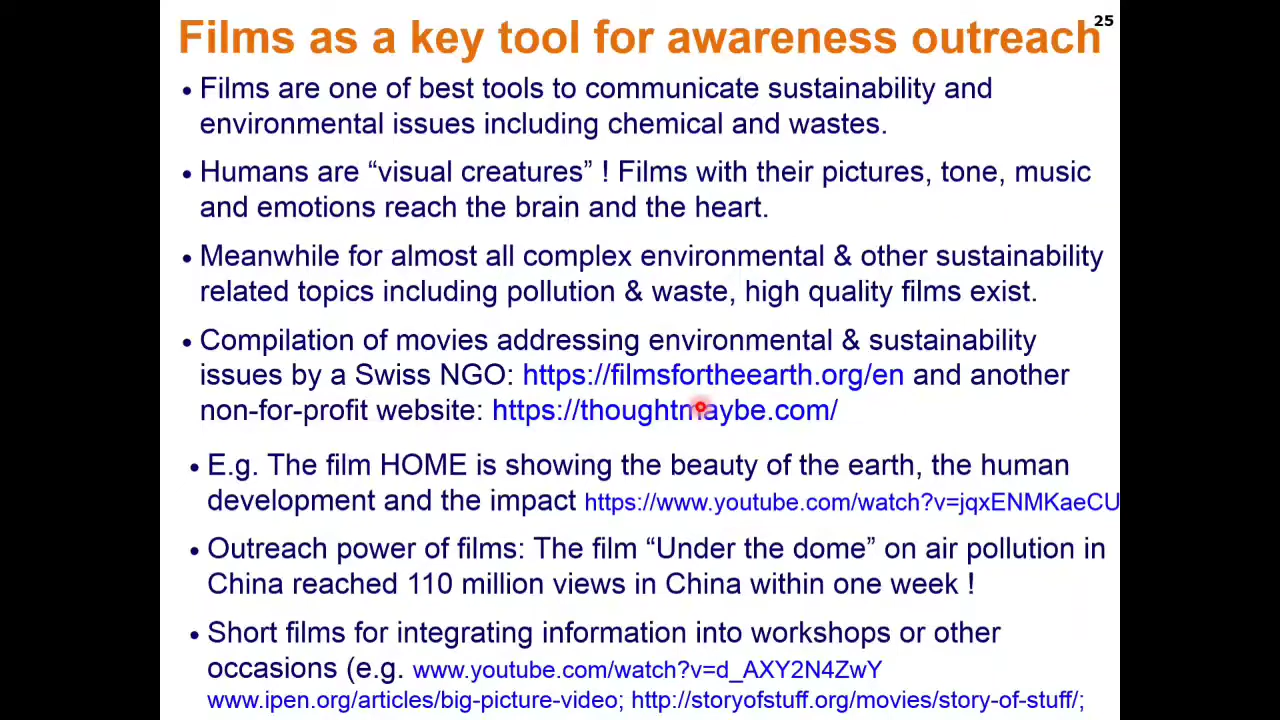 25
Films as a key tool for awareness outreach
• Films are one of best tools to communicate sustainability and
environmental issues including chemical and wastes.
• Humans are “visual creatures” ! Films with their pictures, tone, music
and emotions reach the brain and the heart.
• Meanwhile for almost all complex environmental & other sustainability
related topics including pollution & waste, high quality films exist.
• Compilation of movies addressing environmental & sustainability
issues by a Swiss NGO: https://filmsfortheearth.org/en and another
non-for-profit website: https://thoughtmaybe.com/
• E.g. The film HOME is showing the beauty of the earth, the human
development and the impact https://www.youtube.com/watch?v=jqxENMKaeCU
• Outreach power of films: The film “Under the dome” on air pollution in
China reached 110 million views in China within one week !
• Short films for integrating information into workshops or other
occasions (e.g. www.youtube.com/watch?v=d_AXY2N4ZwY
www.ipen.org/articles/big-picture-video; http://storyofstuff.org/movies/story-of-stuff/;